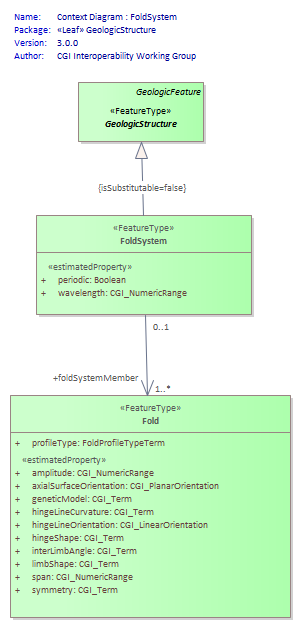 Name: Context Diagram : FoldSystem
Package: «Leaf» GeologicStructure
Version: 3.0.0
Author: CGI Interoperability Working Group
GeologicFeature
«FeatureType»
GeologicStructure
{isSubstitutable=false}
«FeatureType»
FoldSystem
«estimatedProperty»
+ periodic: Boolean
+ wavelength: CGI_NumericRange
0..1
+foldSystemMember
1..*
«FeatureType»
Fold
+ profileType: FoldProfileTypeTerm
«estimatedProperty»
+ amplitude: CGI_NumericRange
+ axialSurfaceOrientation: CGI_PlanarOrientation
+ geneticModel: CGI_Term
+ hingeLineCurvature: CGI_Term
+ hingeLineOrientation: CGI_LinearOrientation
+ hingeShape: CGI_Term
+ interLimbAngle: CGI_Term
+ limbShape: CGI_Term
+ span: CGI_NumericRange
+ symmetry: CGI_Term